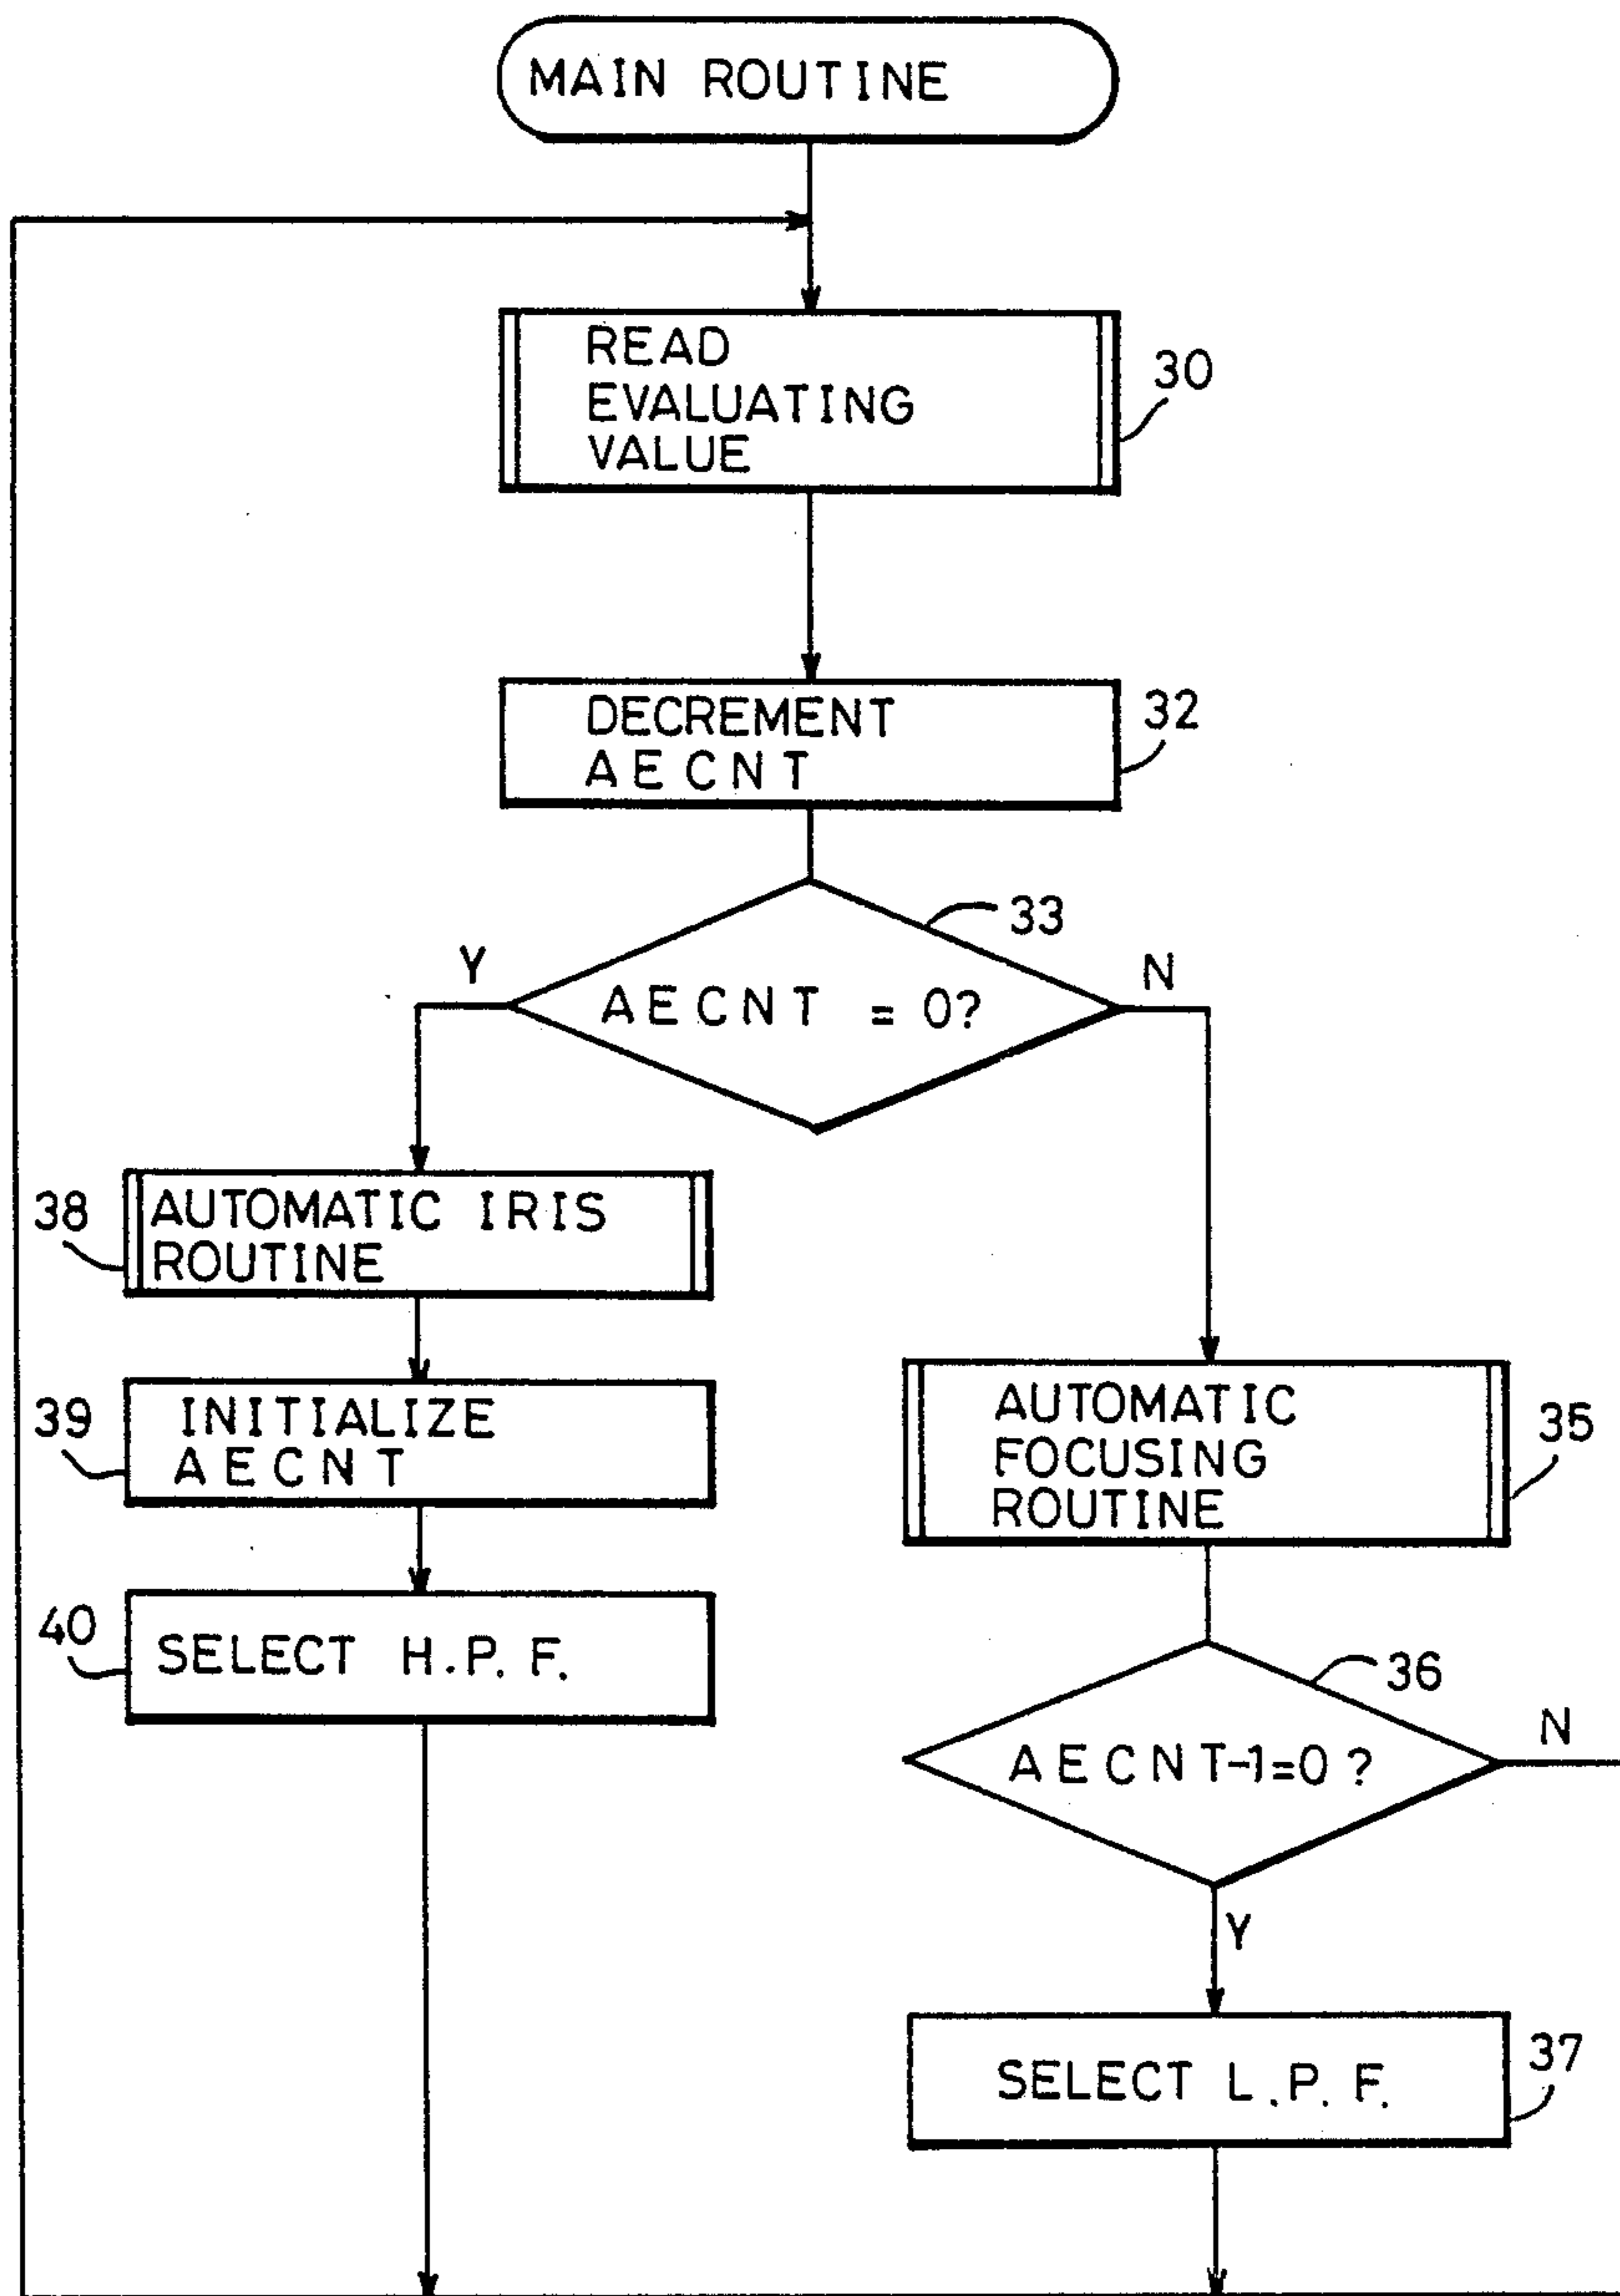 MAIN ROUTINE
READ
EVALUATING
VALUE
30
DECREMENT
AECNT
32
33
Y
N
AECNT = 0?
38
AUTOMATIC IRIS
ROUTINE
39
INITIALIZE
AECNT
40
SELECT H.P.F.
AUTOMATIC
FOCUSING
ROUTINE
35
36
N
AECNT-1=0?
Y
SELECT L.P.F.
37